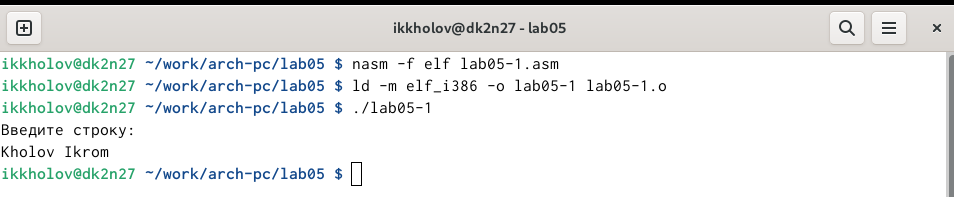 ikkholov@dk2n27 - lab05
ikkholov@dk2n27 ~/work/arch-pc/lab05 $ nasm -f elf lab05-1.asm
ikkholov@dk2n27 ~/work/arch-pc/lab05 $ ld -m elf_i386 -o lab05-1 lab05-1.o
ikkholov@dk2n27 ~/work/arch-pc/lab05 $ ./lab05-1
Введите строку:
Kholov Ikrom
ikkholov@dk2n27 ~/work/arch-pc/lab05 $